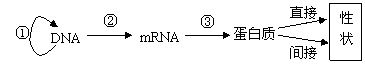 ① DNA ② mRNA ③ 蛋白质 直接 间接 性状